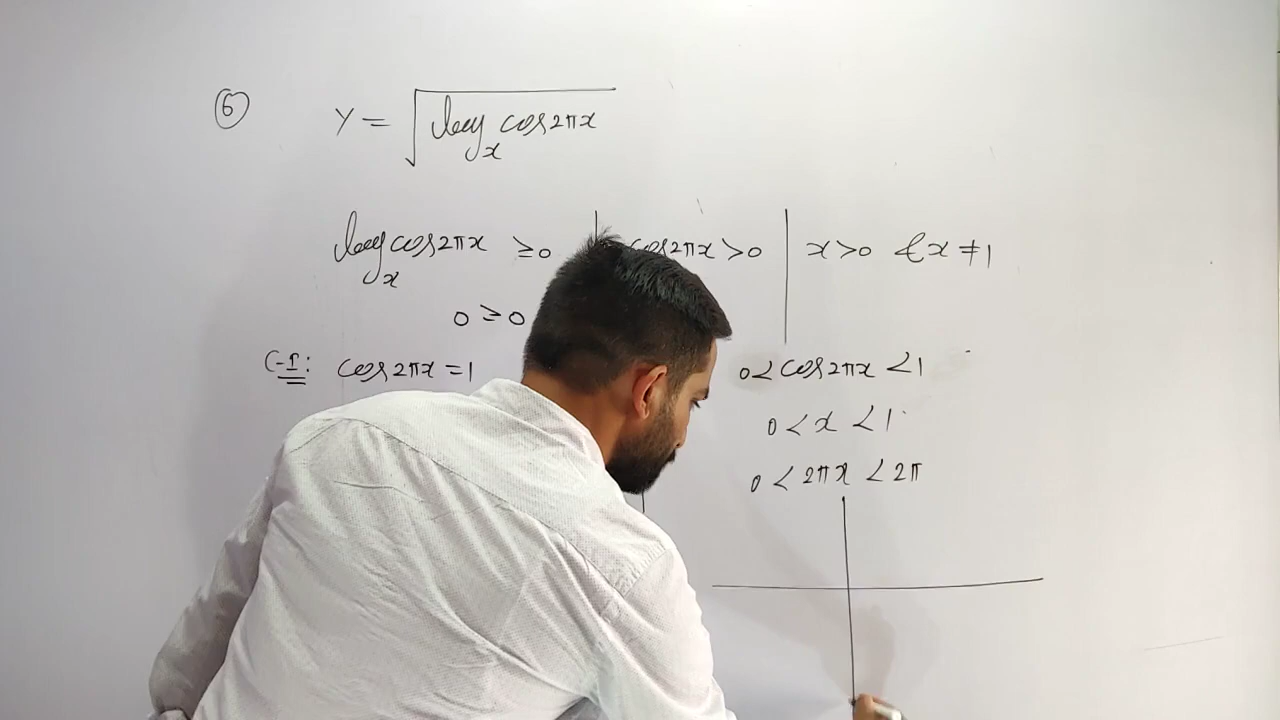 ⑥ Y = √(log_x cos2πx)
log_x cos2πx ≥0 | cos2πx >0 | x>0 & x ≠1
0 ≥ 0
C-I: cos2πx =1 0< cos2πx <1
0 < x < 1
0 < 2πx < 2π